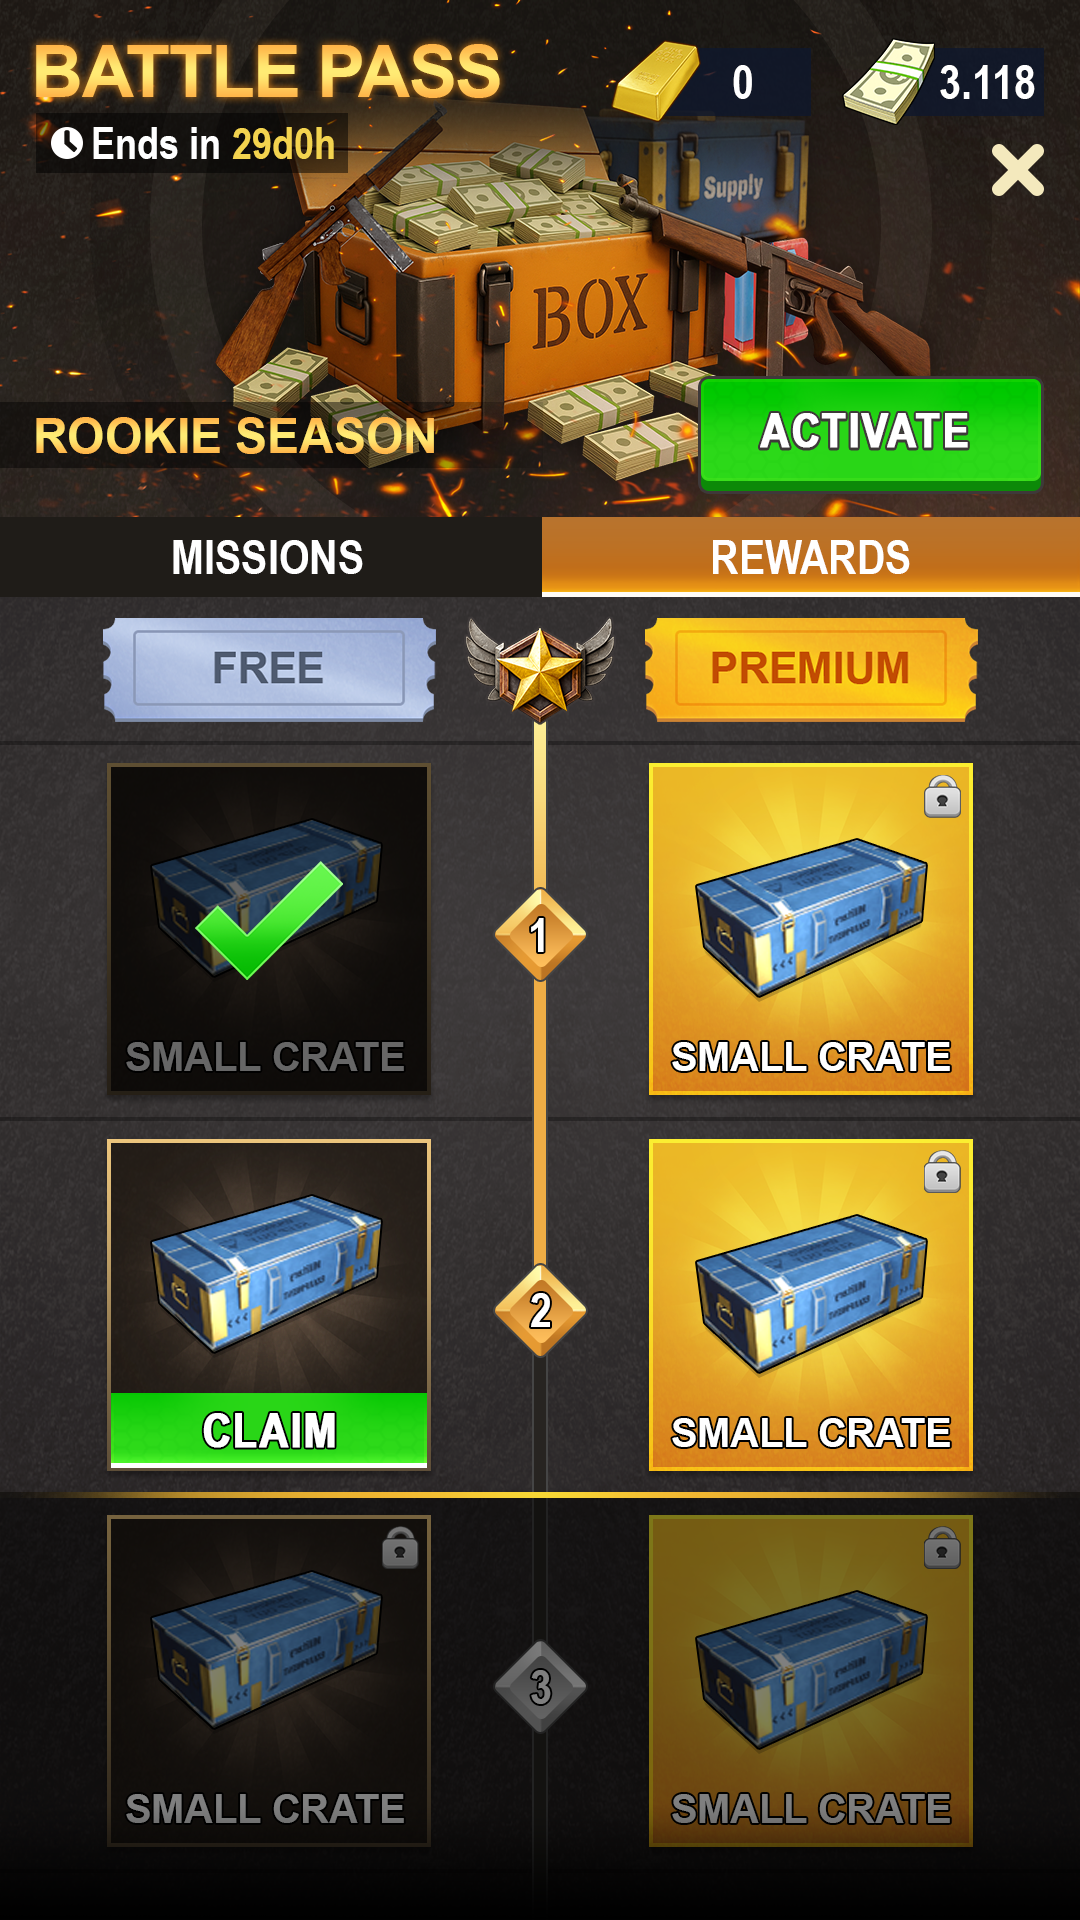 BATTLE PASS
0
3.118
Ends in 29d0h
Supply
BOX
ROOKIE SEASON
ACTIVATE
MISSIONS
REWARDS
FREE
PREMIUM
1
SMALL CRATE
SMALL CRATE
2
CLAIM
SMALL CRATE
3
SMALL CRATE
SMALL CRATE